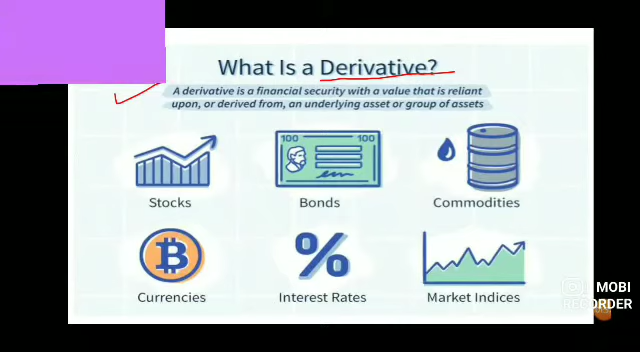 What Is a Derivative?
A derivative is a financial security with a value that is reliant
upon, or derived from, an underlying asset or group of assets
100 100
Stocks
Bonds
Commodities
Currencies
Interest Rates
Market Indices
MOBI
RECORDER